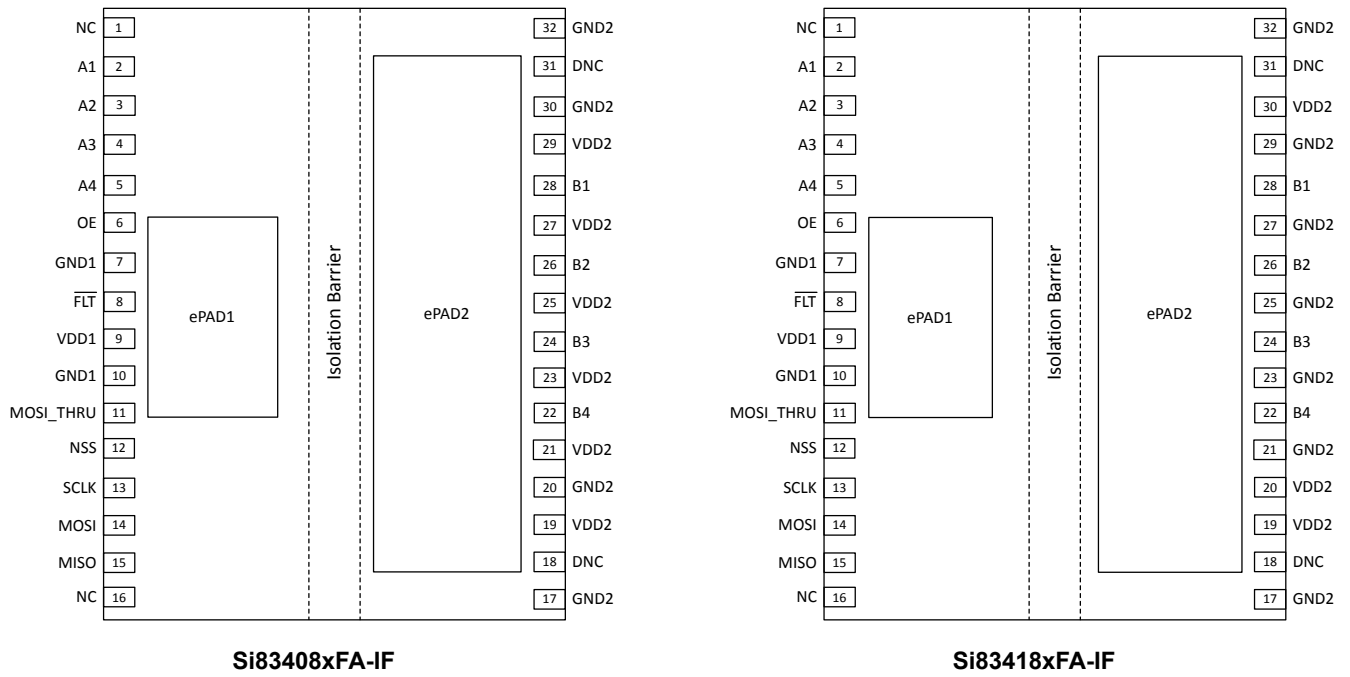 NC 1
A1 2
A2 3
A3 4
A4 5
OE 6
GND1 7
FLT 8
VDD1 9
GND1 10
MOSI_THRU 11
NSS 12
SCLK 13
MOSI 14
MISO 15
NC 16
ePAD1
Isolation Barrier
ePAD2
32 GND2
31 DNC
30 GND2
29 VDD2
28 B1
27 VDD2
26 B2
25 VDD2
24 B3
23 VDD2
22 B4
21 VDD2
20 GND2
19 VDD2
18 DNC
17 GND2
Si83408xFA-IF
NC 1
A1 2
A2 3
A3 4
A4 5
OE 6
GND1 7
FLT 8
VDD1 9
GND1 10
MOSI_THRU 11
NSS 12
SCLK 13
MOSI 14
MISO 15
NC 16
ePAD1
Isolation Barrier
ePAD2
32 GND2
31 DNC
30 VDD2
29 GND2
28 B1
27 GND2
26 B2
25 GND2
24 B3
23 GND2
22 B4
21 GND2
20 VDD2
19 VDD2
18 DNC
17 GND2
Si83418xFA-IF